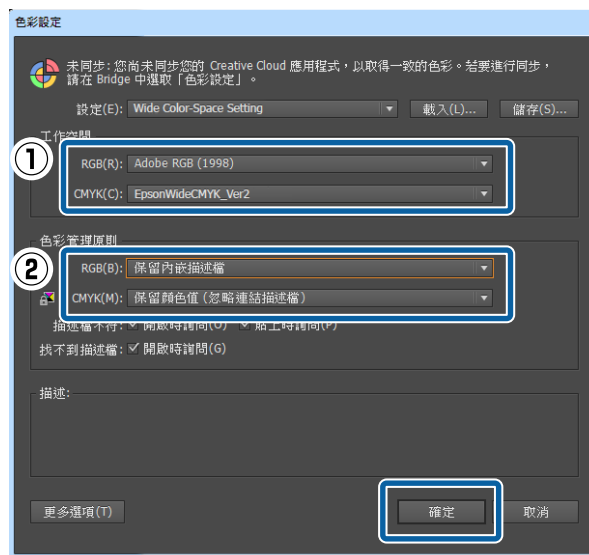 色彩設定
未同步: 您尚未同步您的 Creative Cloud 應用程式，以取得一致的色彩。若要進行同步，
請在 Bridge 中選取「色彩設定」。
設定(E): Wide Color-Space Setting 載入(L)... 儲存(S)...
工作空間
①
RGB(R): Adobe RGB (1998)
CMYK(C): EpsonWideCMYK_Ver2
色彩管理原則
②
RGB(B): 保留內嵌描述檔
CMYK(M): 保留顏色值 (忽略連結描述檔)
描述檔不符: 開啟時詢問(O) 貼上時詢問(P)
找不到描述檔: 開啟時詢問(G)
描述:
更多選項(T) 確定 取消